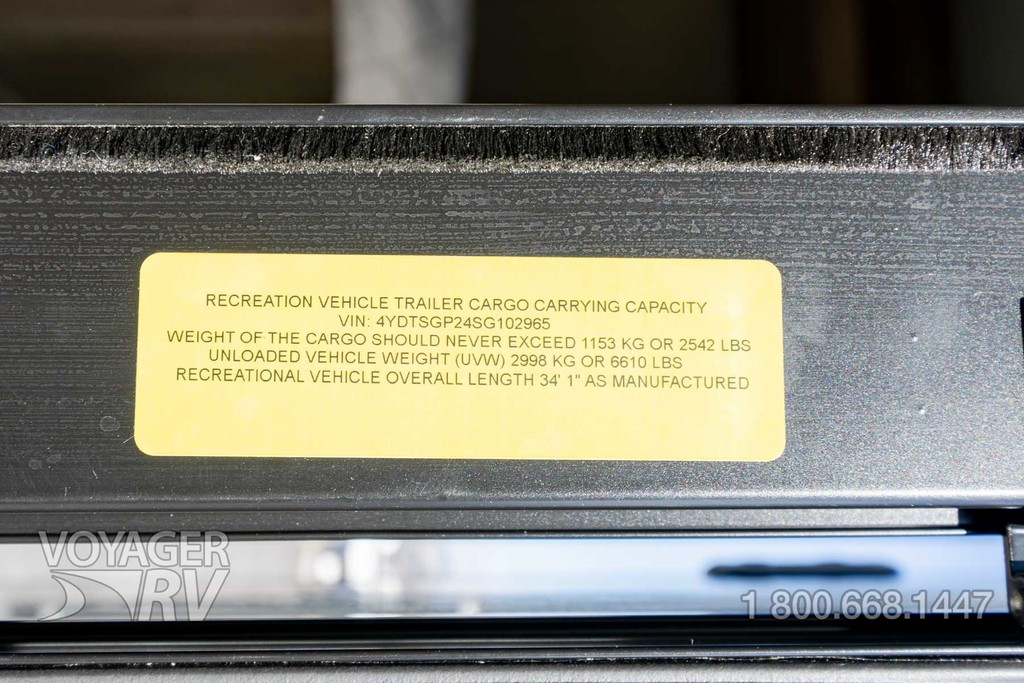 RECREATION VEHICLE TRAILER CARGO CARRYING CAPACITY
VIN: 4YDTSGP24SG102965
WEIGHT OF THE CARGO SHOULD NEVER EXCEED 1153 KG OR 2542 LBS
UNLOADED VEHICLE WEIGHT (UVW) 2998 KG OR 6610 LBS
RECREATIONAL VEHICLE OVERALL LENGTH 34' 1" AS MANUFACTURED
VOYAGER
RV
1 800.668.1447